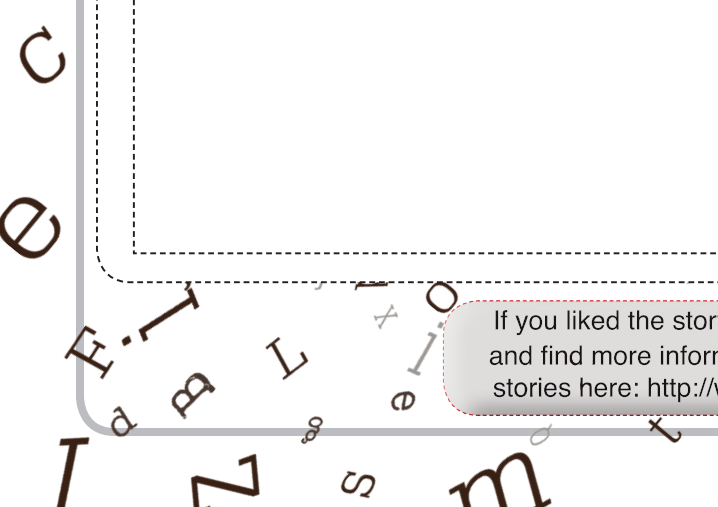 c
e
F
i
L
x
o
i
B
d
g
e
o
t
I
N
s
m
If you liked the stor
and find more inforr
stories here: http://